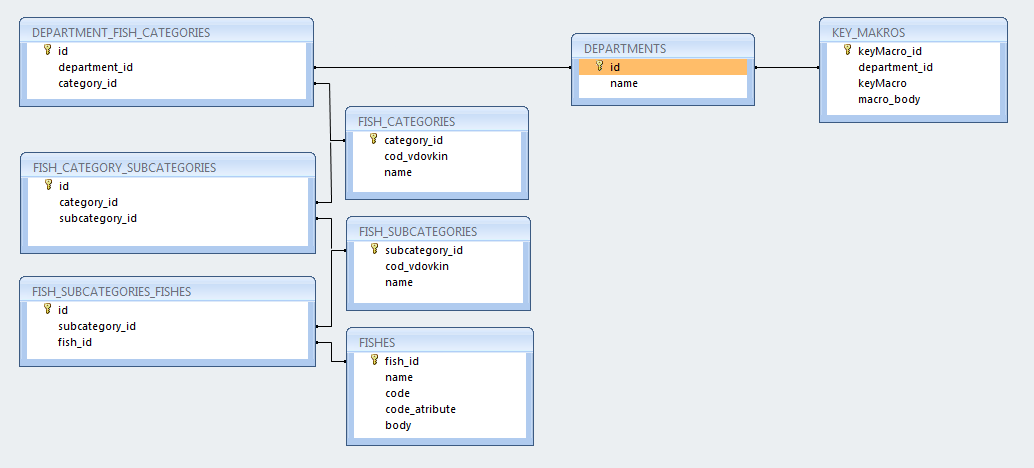 DEPARTMENT_FISH_CATEGORIES
id
department_id
category_id
DEPARTMENTS
id
name
KEY_MAKROS
keyMacro_id
department_id
keyMacro
macro_body
FISH_CATEGORIES
category_id
cod_vdovkin
name
FISH_CATEGORY_SUBCATEGORIES
id
category_id
subcategory_id
FISH_SUBCATEGORIES
subcategory_id
cod_vdovkin
name
FISH_SUBCATEGORIES_FISHES
id
subcategory_id
fish_id
FISHES
fish_id
name
code
code_atribute
body